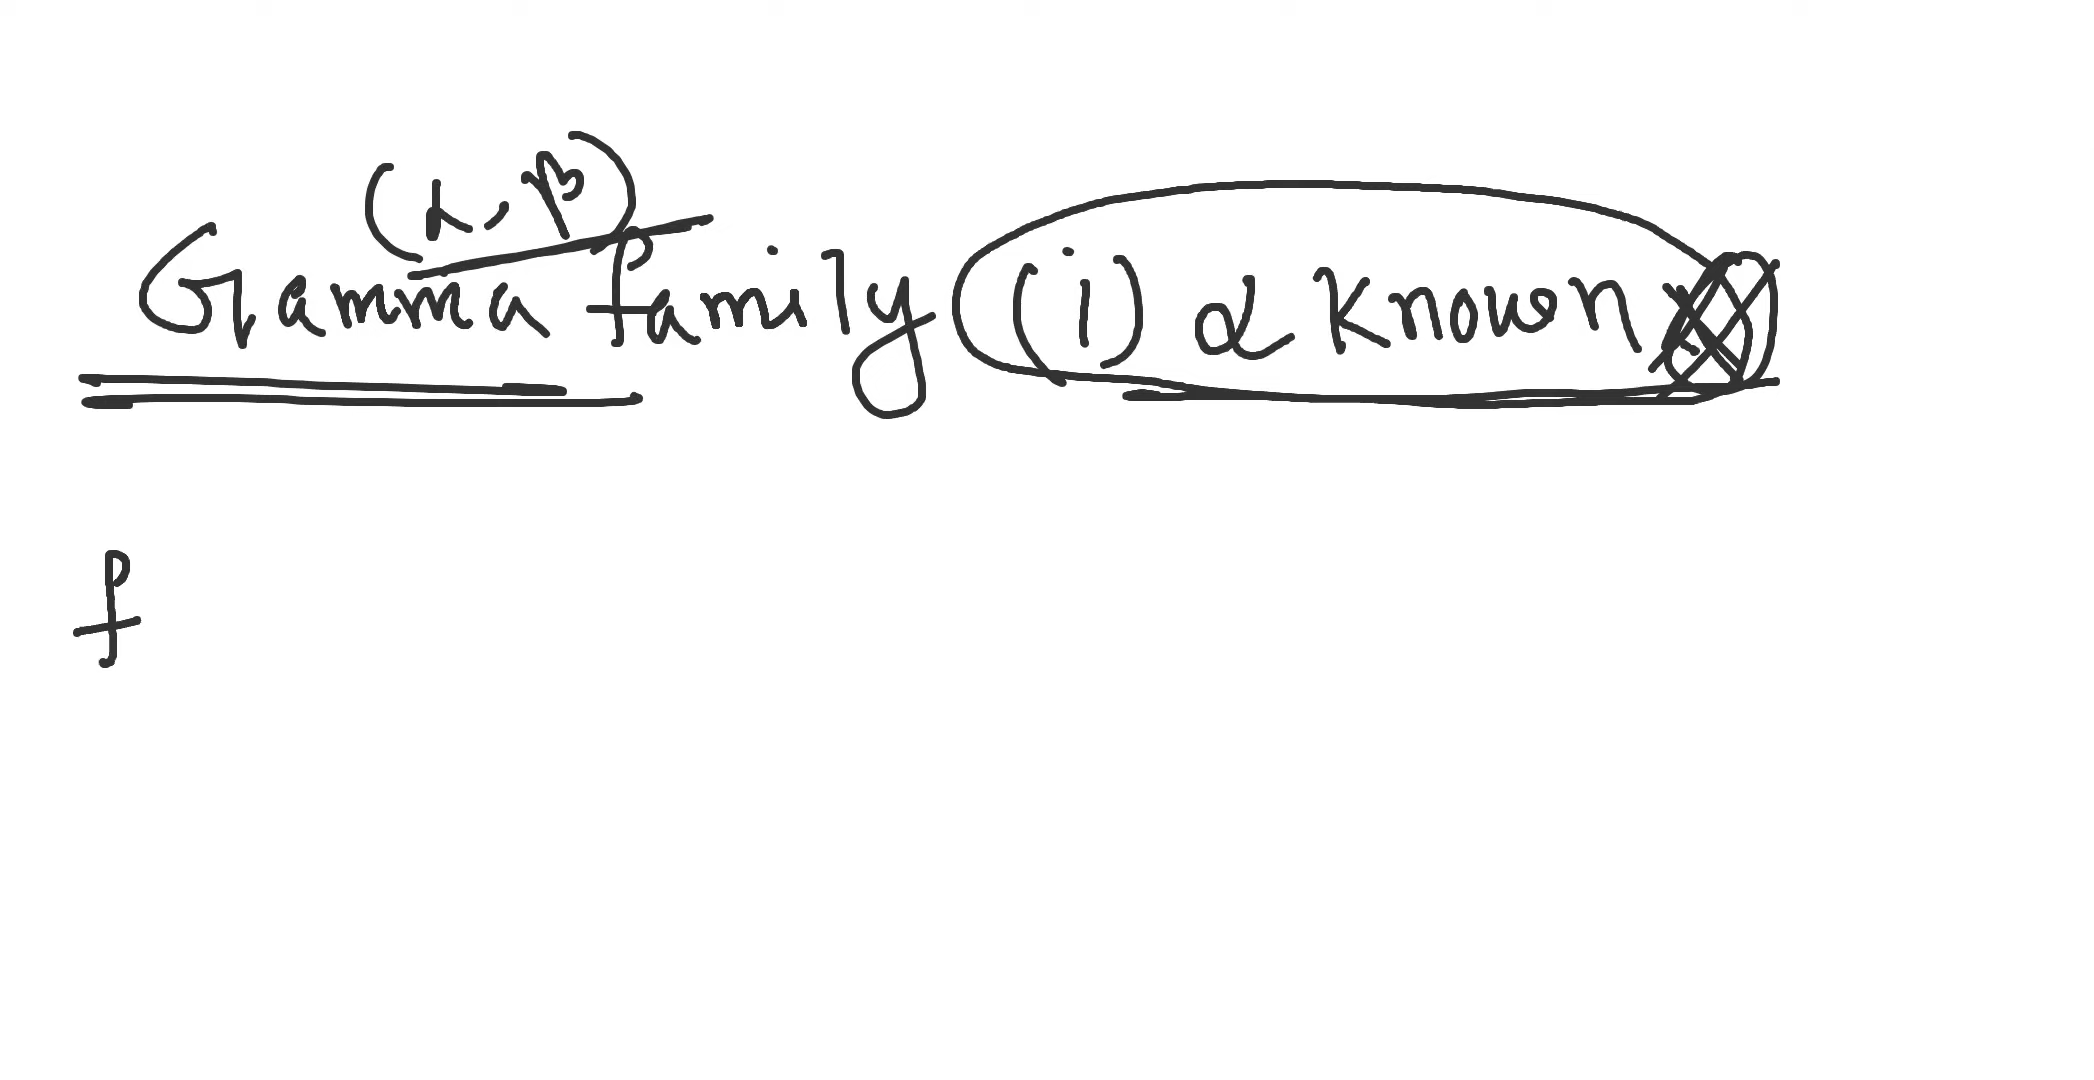 (α, β)
Gamma family (i) α known
f